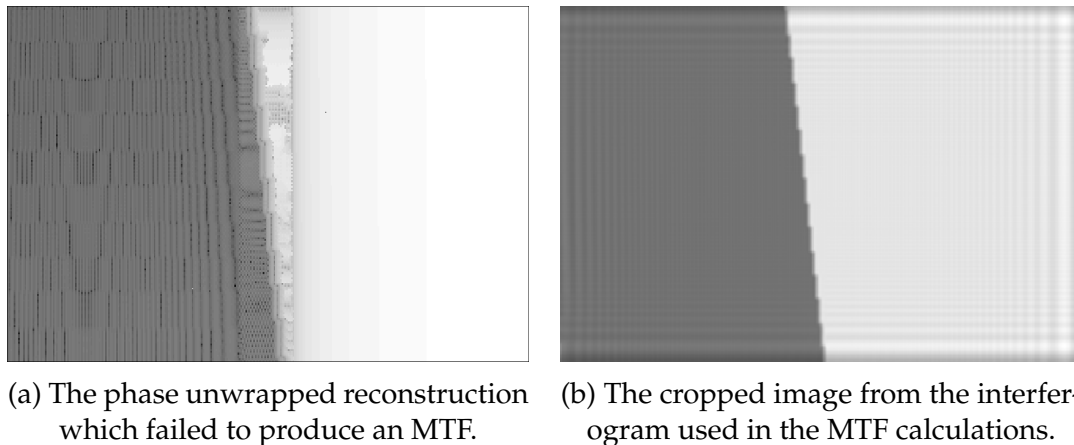 (a) The phase unwrapped reconstruction
which failed to produce an MTF.
(b) The cropped image from the interfer-
ogram used in the MTF calculations.